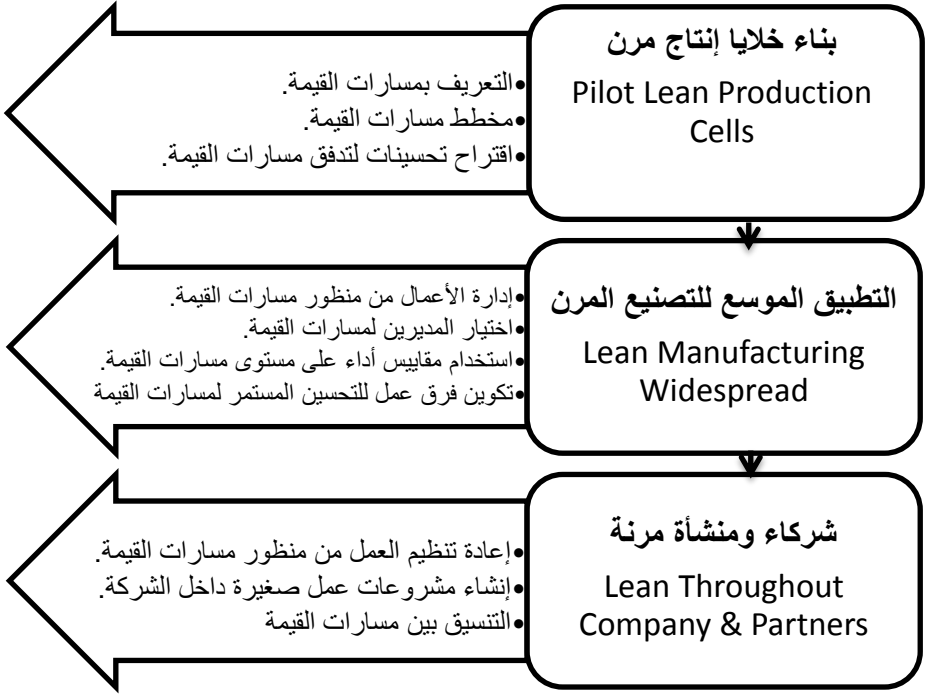 بناء خلايا إنتاج مرن
Pilot Lean Production
Cells
•التعريف بمسارات القيمة.
•مخطط مسارات القيمة.
•اقتراح تحسينات لتدفق مسارات القيمة.
التطبيق الموسع للتصنيع المرن
Lean Manufacturing
Widespread
•إدارة الأعمال من منظور مسارات القيمة.
•اختيار المديرين لمسارات القيمة.
•استخدام مقاييس أداء على مستوى مسارات القيمة.
•تكوين فرق عمل للتحسين المستمر لمسارات القيمة
شركاء ومنشأة مرنة
Lean Throughout
Company & Partners
•إعادة تنظيم العمل من منظور مسارات القيمة.
•إنشاء مشروعات عمل صغيرة داخل الشركة.
•التنسيق بين مسارات القيمة